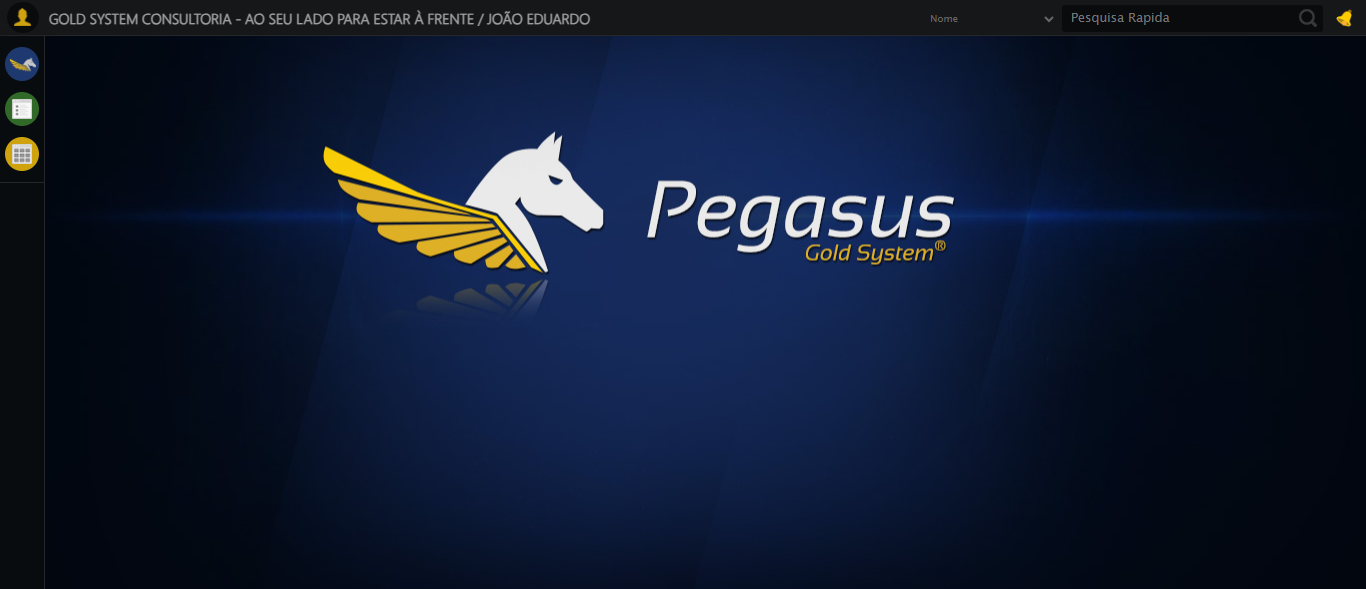 GOLD SYSTEM CONSULTORIA - AO SEU LADO PARA ESTAR À FRENTE / JOÃO EDUARDO
Nome
Pesquisa Rapida
Pegasus
Gold System®